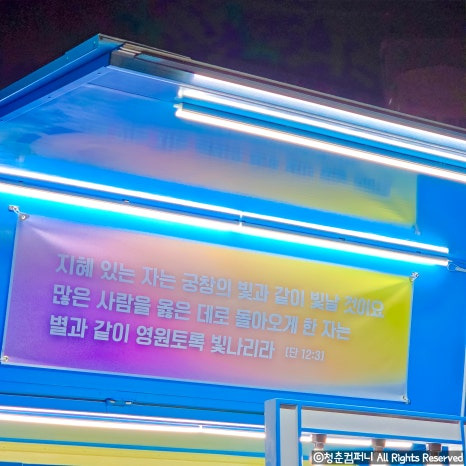 지혜 있는 자는 궁창의 빛과 같이 빛날 것이요
많은 사람을 옳은 데로 돌아오게 한 자는
별과 같이 영원토록 빛나리라 (단 12:3)
©청춘컴퍼니 All Rights Reserved